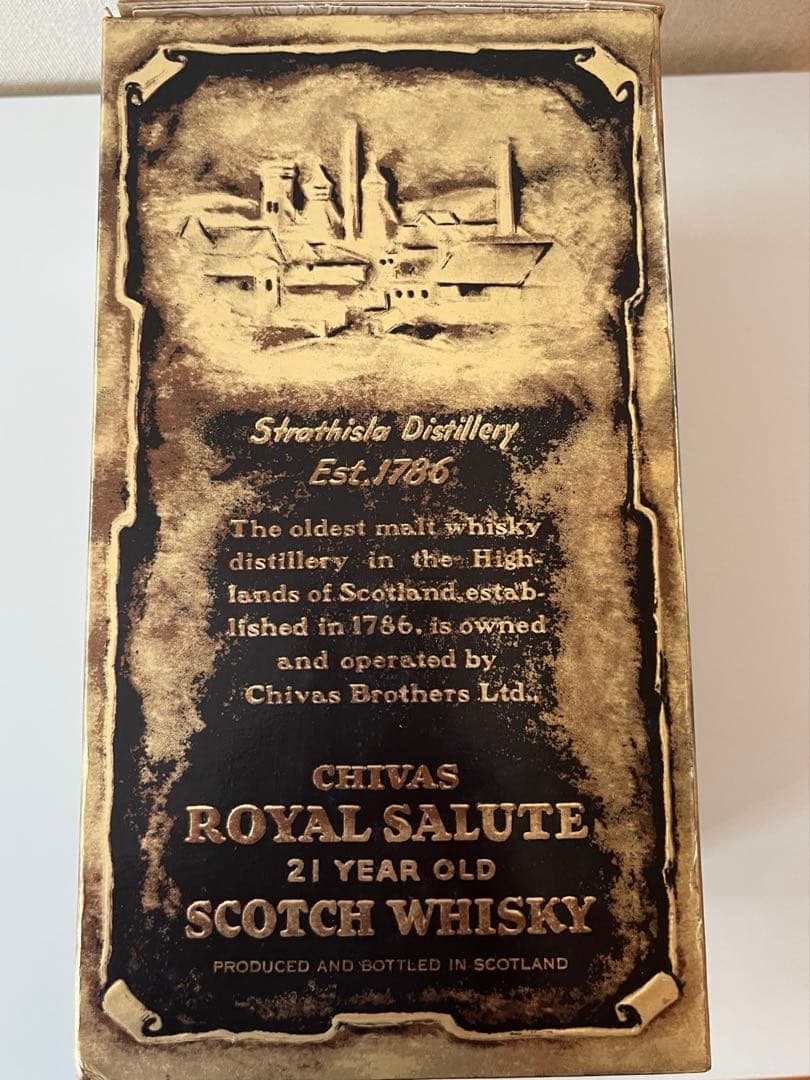 Strathisla Distillery
Est. 1786
The oldest malt whisky
distillery in the High-
lands of Scotland, estab-
lished in 1786, is owned
and operated by
Chivas Brothers Ltd.,
CHIVAS
ROYAL SALUTE
21 YEAR OLD
SCOTCH WHISKY
PRODUCED AND BOTTLED IN SCOTLAND